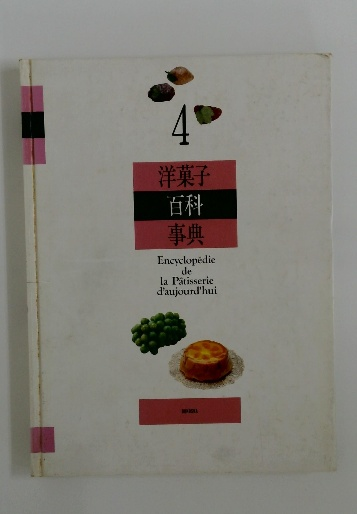 4
洋菓子
百科
事典
Encyclopédie
de
la Pâtisserie
d'aujourd'hui